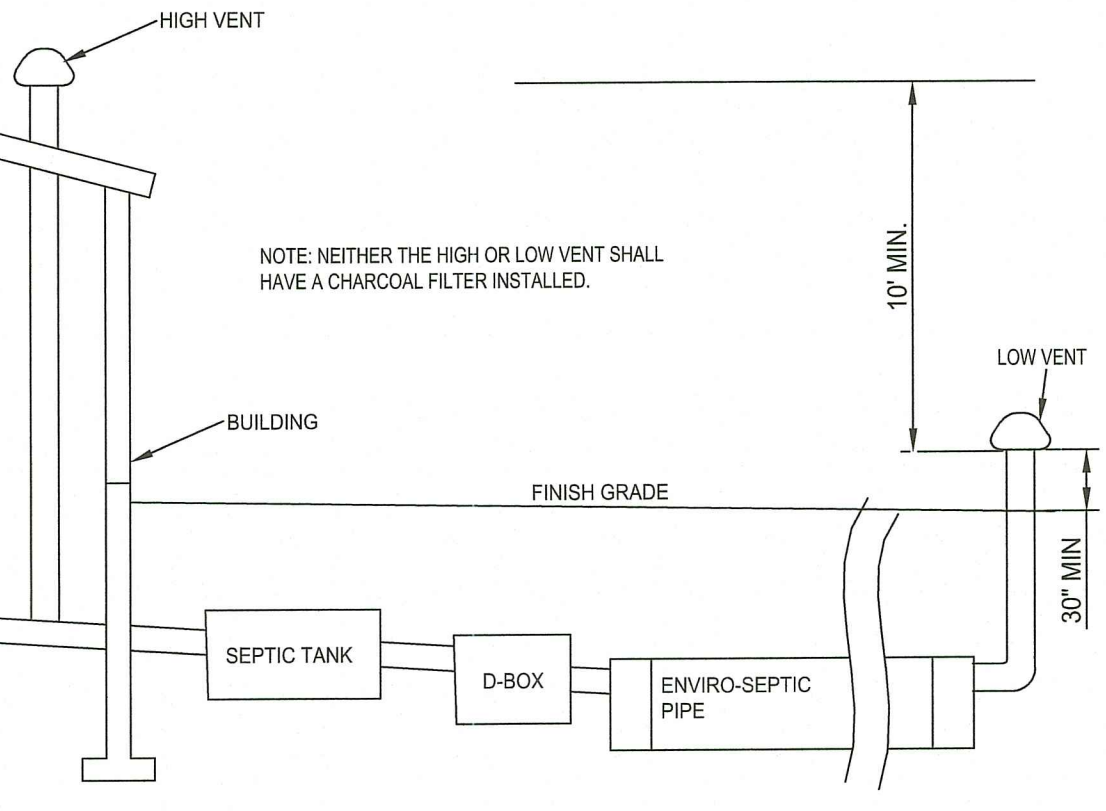 HIGH VENT
NOTE: NEITHER THE HIGH OR LOW VENT SHALL
HAVE A CHARCOAL FILTER INSTALLED.
10' MIN.
LOW VENT
BUILDING
FINISH GRADE
30" MIN
SEPTIC TANK
D-BOX
ENVIRO-SEPTIC
PIPE